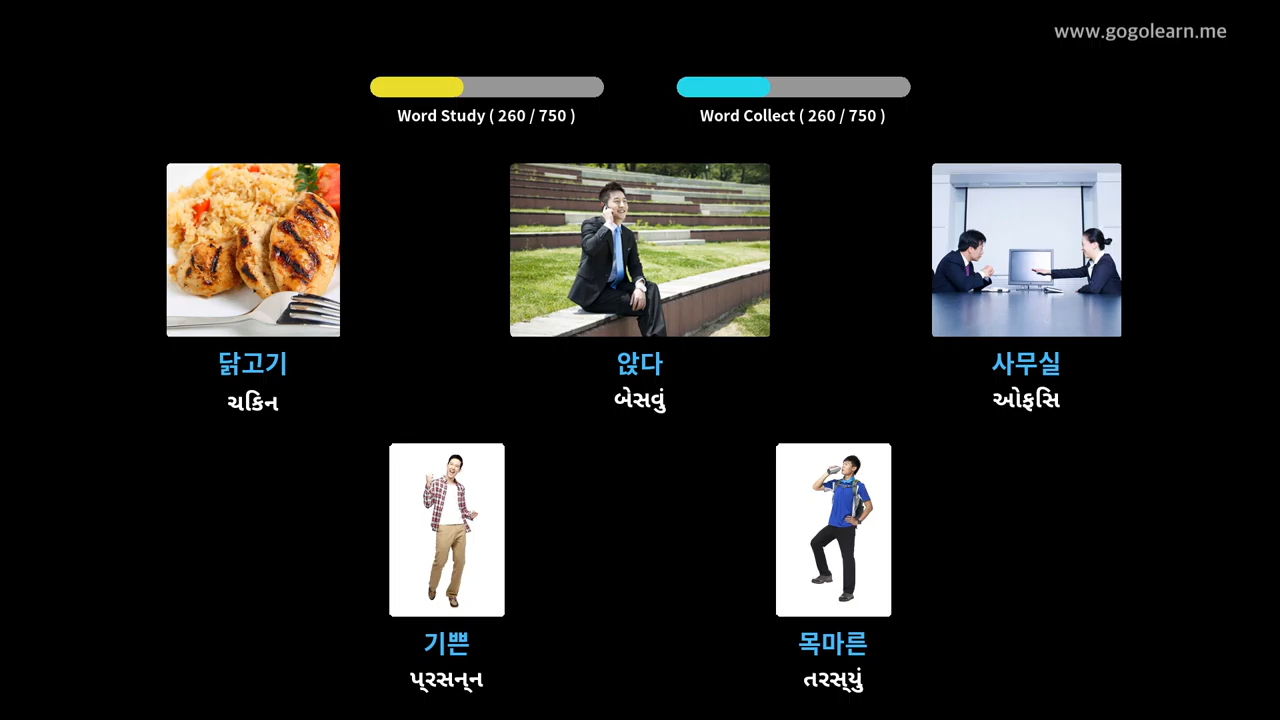 www.gogolearn.me
Word Study ( 260 / 750 )
Word Collect ( 260 / 750 )
닭고기
ચકિન
앉다
બેસવું
사무실
ઓફસિ
기쁜
પ્રસન્ન
목마른
તરસ્યું